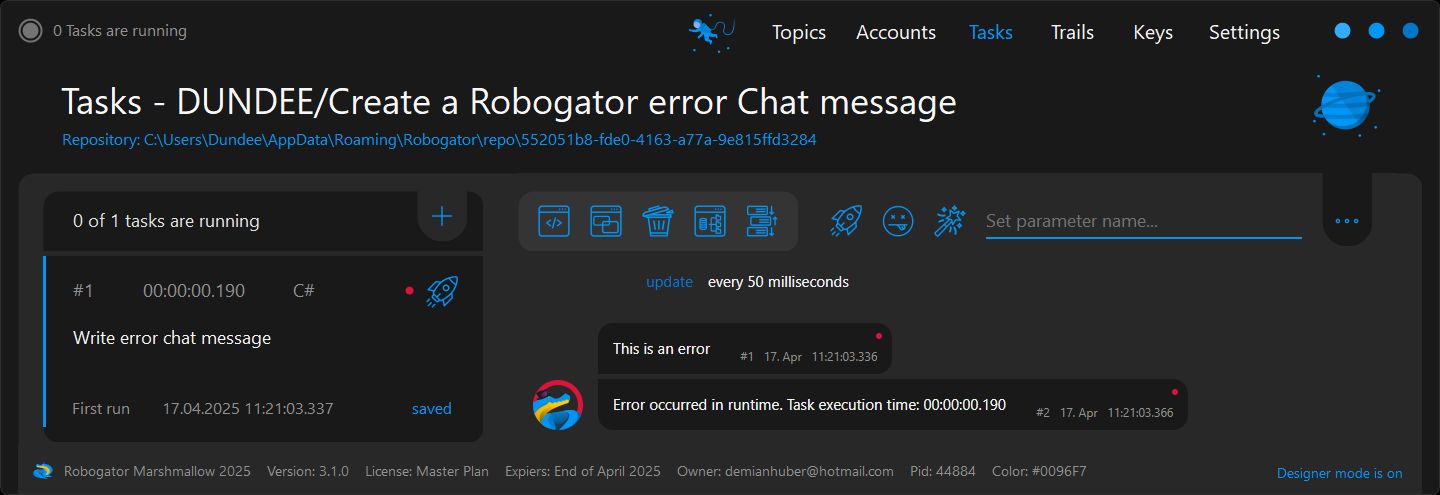 0 Tasks are running
Topics Accounts Tasks Trails Keys Settings
Tasks - DUNDEE/Create a Robogator error Chat message
Repository: C:\Users\Dundee\AppData\Roaming\Robogator\repo\552051b8-fde0-4163-a77a-9e815ffd3284
0 of 1 tasks are running
+
</>
Set parameter name...
#1 00:00:00.190 C#
Write error chat message
First run 17.04.2025 11:21:03.337 saved
update every 50 milliseconds
This is an error #1 17. Apr 11:21:03.336
Error occurred in runtime. Task execution time: 00:00:00.190 #2 17. Apr 11:21:03.366
Robogator Marshmallow 2025 Version: 3.1.0 License: Master Plan Expiers: End of April 2025 Owner: demianhuber@hotmail.com Pid: 44884 Color: #0096F7
Designer mode is on